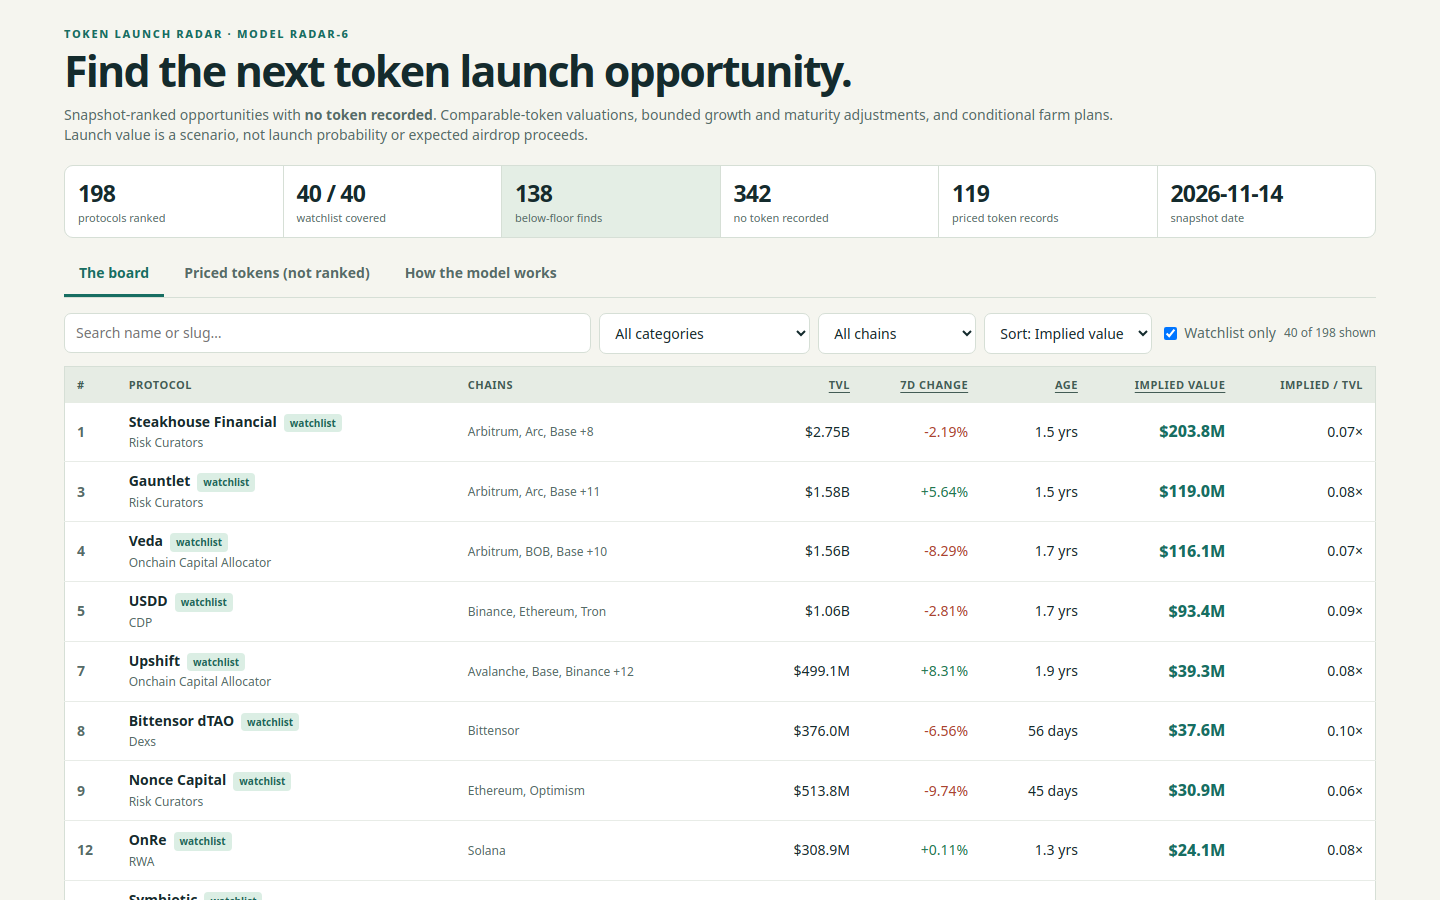 TOKEN LAUNCH RADAR · MODEL RADAR-6
Find the next token launch opportunity.
Snapshot-ranked opportunities with no token recorded. Comparable-token valuations, bounded growth and maturity adjustments, and conditional farm plans.
Launch value is a scenario, not launch probability or expected airdrop proceeds.
198 40 / 40 138 342 119 2026-11-14
protocols ranked watchlist covered below-floor finds no token recorded priced token records snapshot date
The board Priced tokens (not ranked) How the model works
Search name or slug... All categories All chains Sort: Implied value Watchlist only 40 of 198 shown
# PROTOCOL CHAINS TVL 7D CHANGE AGE IMPLIED VALUE IMPLIED / TVL
1 Steakhouse Financial watchlist Arbitrum, Arc, Base +8 $2.75B -2.19% 1.5 yrs $203.8M 0.07×
Risk Curators
3 Gauntlet watchlist Arbitrum, Arc, Base +11 $1.58B +5.64% 1.5 yrs $119.0M 0.08×
Risk Curators
4 Veda watchlist Arbitrum, BOB, Base +10 $1.56B -8.29% 1.7 yrs $116.1M 0.07×
Onchain Capital Allocator
5 USDD watchlist Binance, Ethereum, Tron $1.06B -2.81% 1.7 yrs $93.4M 0.09×
CDP
7 Upshift watchlist Avalanche, Base, Binance +12 $499.1M +8.31% 1.9 yrs $39.3M 0.08×
Onchain Capital Allocator
8 Bittensor dTAO watchlist Bittensor $376.0M -6.56% 56 days $37.6M 0.10×
Dexs
9 Nonce Capital watchlist Ethereum, Optimism $513.8M -9.74% 45 days $30.9M 0.06×
Risk Curators
12 OnRe watchlist Solana $308.9M +0.11% 1.3 yrs $24.1M 0.08×
RWA
Symbiotic watchlist